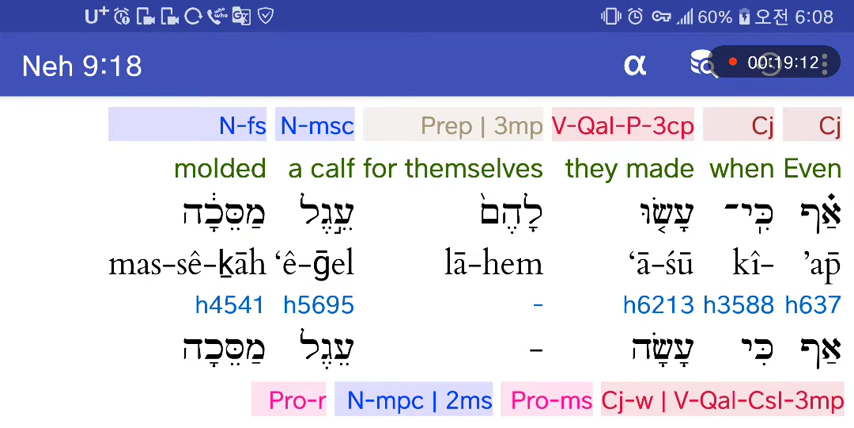 U+ 60% 오전 6:08
Neh 9:18 α 00:19:12
N-fs N-msc Prep | 3mp V-Qal-P-3cp Cj Cj
molded a calf for themselves they made when Even
אַ֗ף כִּֽי־ עָשׂ֤וּ לָהֶם֙ עֵ֣גֶל מַסֵּכָ֔ה
mas-sê-ḵāh ‘ê-ḡel lā-hem ‘ā-śū kî- ’ap̄
h4541 h5695 - h6213 h3588 h637
אַף כִּי עָשָׂה – עֵגֶל מַסֵּכָה
Pro-r N-mpc | 2ms Pro-ms Cj-w | V-Qal-CsI-3mp